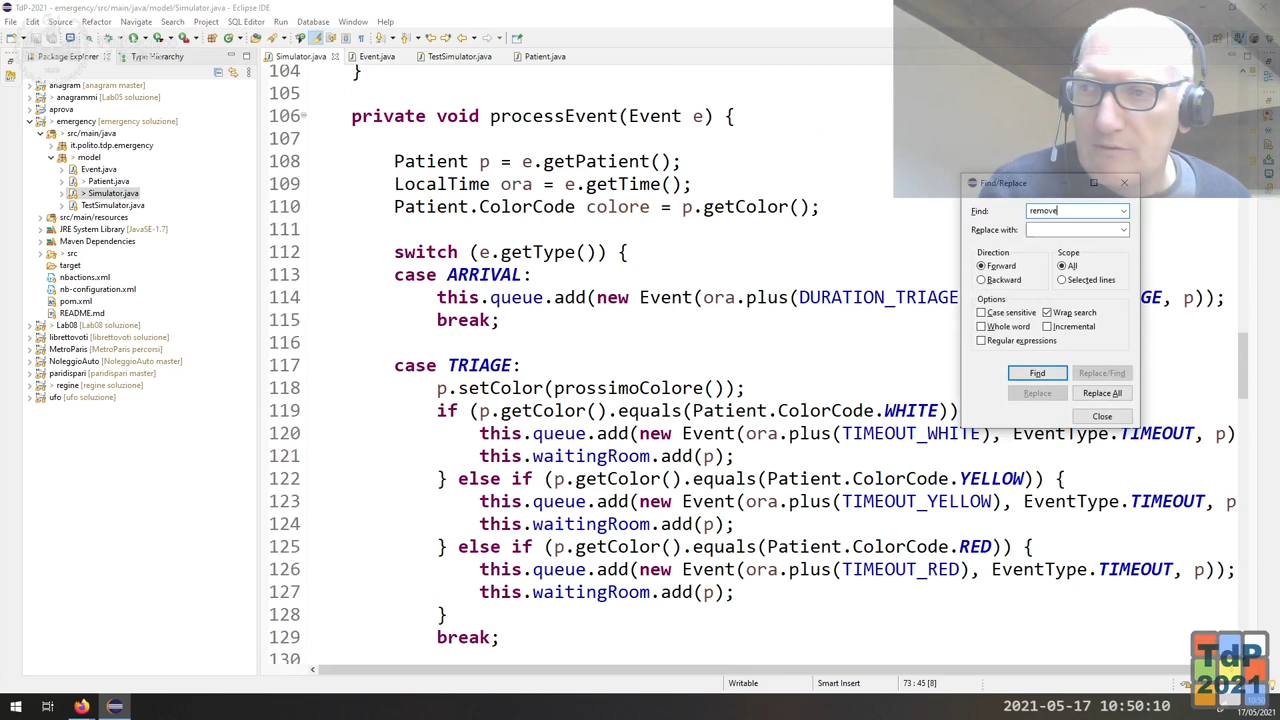 TdP-2021 - emergency/src/main/java/model/Simulator.java - Eclipse IDE
File Edit Source Refactor Navigate Search Project SQL Editor Run Database Window Help
Package Explorer Type Hierarchy
Simulator.java Event.java TestSimulator.java Patient.java
anagram [anagram master]
> anagrammi [Lab05 soluzione]
aprova
emergency [emergency soluzione]
> src/main/java
it.polito.tdp.emergency
> model
Event.java
> Patient.java
> Simulator.java
TestSimulator.java
src/main/resources
JRE System Library [JavaSE-1.7]
Maven Dependencies
> src
target
nbactions.xml
nb-configuration.xml
pom.xml
README.md
> Lab08 [Lab08 soluzione]
librettovoti [librettovoti soluzione]
MetroParis [MetroParis percorsi]
NoleggioAuto [NoleggioAuto master]
paridispari [paridispari master]
> regine [regine soluzione]
ufo [ufo soluzione]
104 }
105
106 private void processEvent(Event e) {
107
108 Patient p = e.getPatient();
109 LocalTime ora = e.getTime();
110 Patient.ColorCode colore = p.getColor();
111
112 switch (e.getType()) {
113 case ARRIVAL:
114 this.queue.add(new Event(ora.plus(DURATION_TRIAGE GE, p));
115 break;
116
117 case TRIAGE:
118 p.setColor(prossimoColore());
119 if (p.getColor().equals(Patient.ColorCode.WHITE))
120 this.queue.add(new Event(ora.plus(TIMEOUT_WHITE), EventType.TIMEOUT, p)
121 this.waitingRoom.add(p);
122 } else if (p.getColor().equals(Patient.ColorCode.YELLOW)) {
123 this.queue.add(new Event(ora.plus(TIMEOUT_YELLOW), EventType.TIMEOUT, p
124 this.waitingRoom.add(p);
125 } else if (p.getColor().equals(Patient.ColorCode.RED)) {
126 this.queue.add(new Event(ora.plus(TIMEOUT_RED), EventType.TIMEOUT, p));
127 this.waitingRoom.add(p);
128 }
129 break;
130
Find/Replace
Find: remove
Replace with:
Direction Scope
Forward All
Backward Selected lines
Options
Case sensitive Wrap search
Whole word Incremental
Regular expressions
Find Replace/Find
Replace Replace All
Close
Writable Smart Insert 73 : 45 [8]
TdP
2021
2021-05-17 10:50:10
17/05/2021